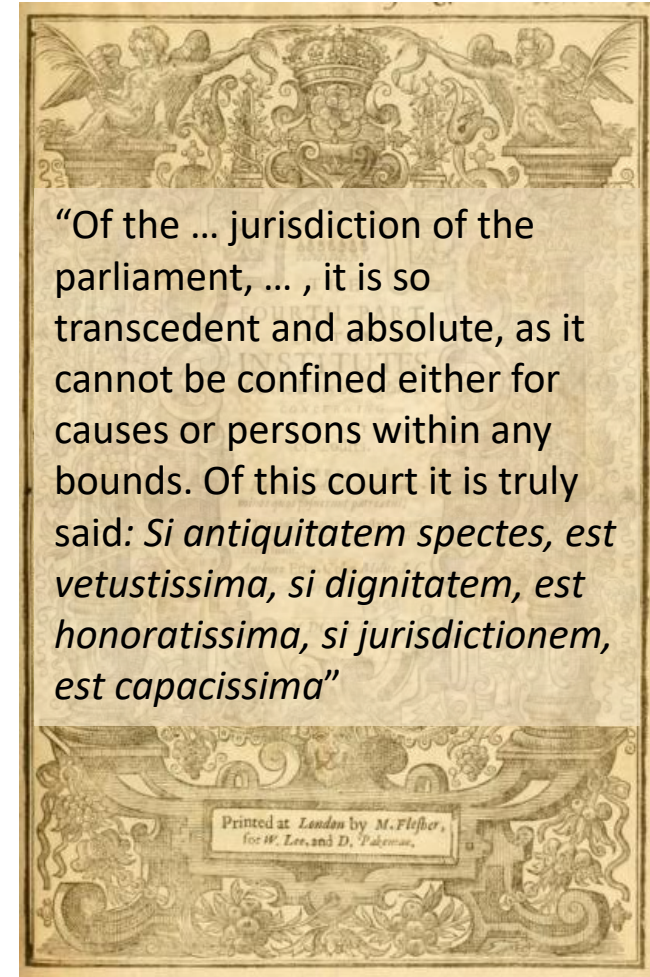 “Of the … jurisdiction of the
parliament, … , it is so
transcedent and absolute, as it
cannot be confined either for
causes or persons within any
bounds. Of this court it is truly
said: Si antiquitatem spectes, est
vetustissima, si dignitatem, est
honoratissima, si jurisdictionem,
est capacissima”
Printed at London by M. Flesher,
for W. Lee, and D. Pakeman,